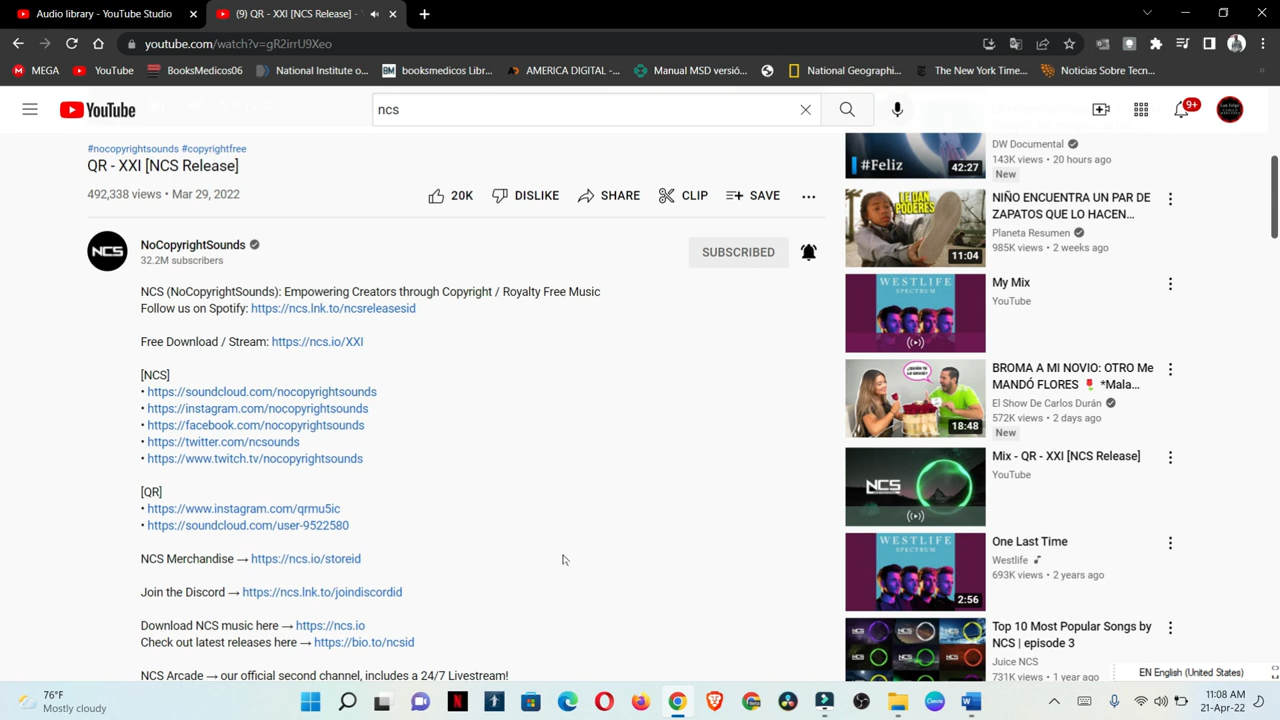 Audio library - YouTube Studio
(1) QR - XXI [NCS Release] -
youtube.com/watch?v=gR2irrU9Xeo
MEGA
YouTube
BooksMedicos06
National Institute o...
booksmedicos Libr...
AMERICA DIGITAL -...
Manual MSD versió...
National Geographi...
The New York Time...
Noticias Sobre Tecn...
YouTube
ncs
9+
#nocopyrightsounds #copyrightfree
QR - XXI [NCS Release]
492,338 views • Mar 29, 2022
20K
DISLIKE
SHARE
CLIP
SAVE
NCS
NoCopyrightSounds
32.2M subscribers
SUBSCRIBED
NCS (NoCopyrightSounds): Empowering Creators through Copyright / Royalty Free Music
Follow us on Spotify: https://ncs.lnk.to/ncsreleasesid
Free Download / Stream: https://ncs.io/XXI
[NCS]
• https://soundcloud.com/nocopyrightsounds
• https://instagram.com/nocopyrightsounds
• https://facebook.com/nocopyrightsounds
• https://twitter.com/ncsounds
• https://www.twitch.tv/nocopyrightsounds
[QR]
• https://www.instagram.com/qrmu5ic
• https://soundcloud.com/user-9522580
NCS Merchandise → https://ncs.io/storeid
Join the Discord → https://ncs.lnk.to/joindiscordid
Download NCS music here → https://ncs.io
Check out latest releases here → https://bio.to/ncsid
NCS Arcade — our official second channel, includes a 24/7 Livestream!
#Feliz
42:27
DW Documental
143K views • 20 hours ago
New
LE DAN
PODERES
11:04
NIÑO ENCUENTRA UN PAR DE
ZAPATOS QUE LO HACEN...
Planeta Resumen
985K views • 2 weeks ago
WESTLIFE
SPECTRUM
My Mix
YouTube
18:48
BROMA A MI NOVIO: OTRO Me
MANDÓ FLORES 🌷 *Mala...
El Show De Carlos Durán
572K views • 2 days ago
New
NCS
Mix - QR - XXI [NCS Release]
YouTube
WESTLIFE
SPECTRUM
2:56
One Last Time
Westlife
693K views • 2 years ago
Top 10 Most Popular Songs by
NCS | episode 3
Juice NCS
731K views • 1 year ago
EN English (United States)
76°F
Mostly cloudy
11:08 AM
21-Apr-22